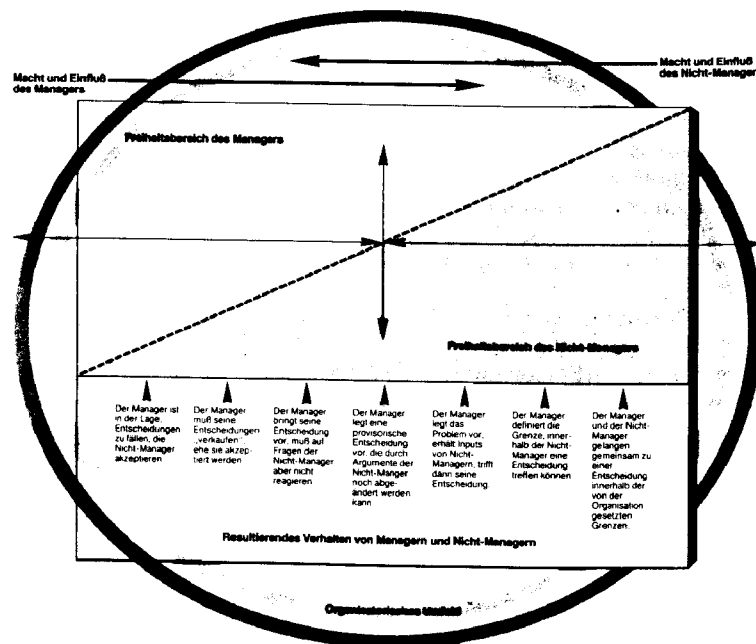 Macht und Einfluß
des Managers
Macht und Einfluß
des Nicht-Manager
Freiheitsbereich des Managers
Freiheitsbereich des Nicht-Managers
Der Manager ist
in der Lage,
Entscheidungen
zu fällen, die
Nicht-Manager
akzeptieren
Der Manager
muß seine
Entscheidungen
„verkaufen“,
ehe sie akzep-
tiert werden
Der Manager
bringt seine
Entscheidung
vor, muß auf
Fragen der
Nicht-Manager
aber nicht
reagieren
Der Manager
legt eine
provisorische
Entscheidung
vor, die durch
Argumente der
Nicht-Manger
noch abge-
ändert werden
kann
Der Manager
legt das
Problem vor,
erhält Inputs
von Nicht-
Managern, trifft
dann seine
Entscheidung.
Der Manager
definiert die
Grenze, inner-
halb der Nicht-
Manager eine
Entscheidung
treffen können
Der Manager
und der Nicht-
Manager
gelangen
gemeinsam zu
einer
Entscheidung
innerhalb der
von der
Organisation
gesetzten
Grenzen.
Resultierendes Verhalten von Managern und Nicht-Managern
Organisatorisches Umfeld